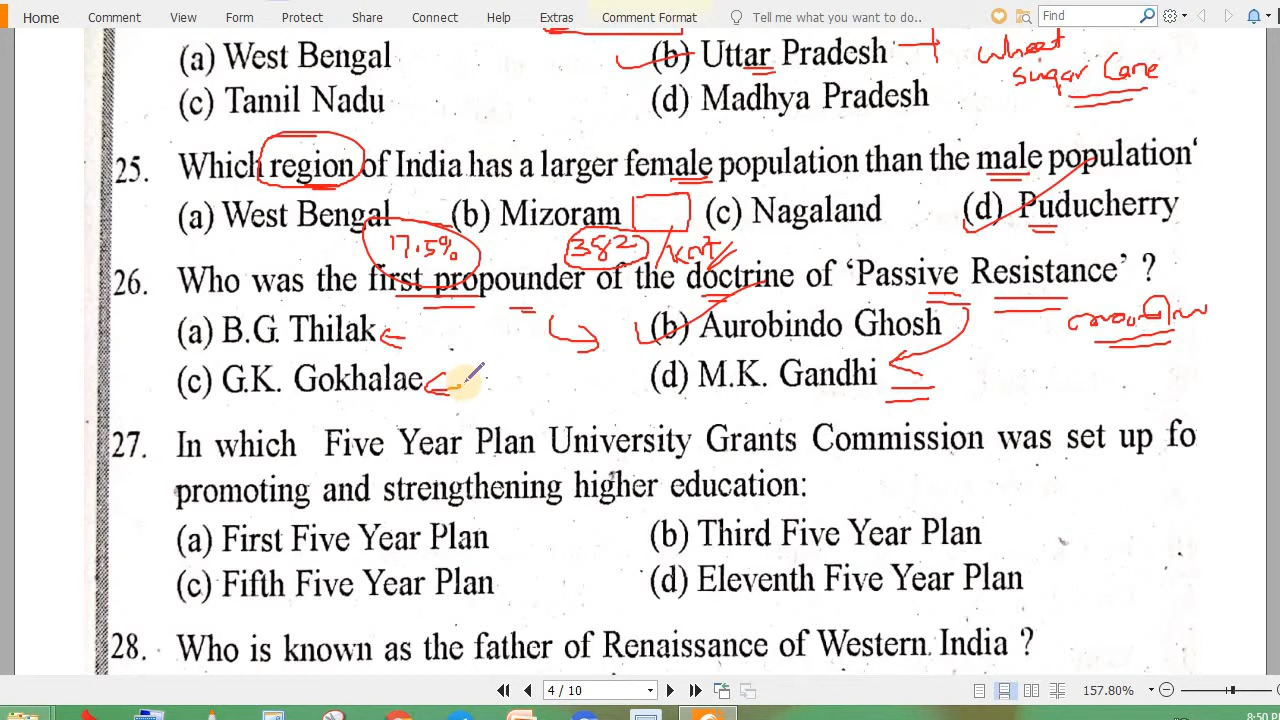 Home Comment View Form Protect Share Connect Help Extras Comment Format Tell me what you want to do.. Find
(a) West Bengal (b) Uttar Pradesh wheat
sugar Cane
(c) Tamil Nadu (d) Madhya Pradesh
25. Which region of India has a larger female population than the male population
(a) West Bengal (b) Mizoram (c) Nagaland (d) Puducherry
17.5% 382 /km²
26. Who was the first propounder of the doctrine of ‘Passive Resistance’ ?
(a) B.G. Thilak (b) Aurobindo Ghosh
(c) G.K. Gokhalae (d) M.K. Gandhi
27. In which Five Year Plan University Grants Commission was set up fo
promoting and strengthening higher education:
(a) First Five Year Plan (b) Third Five Year Plan
(c) Fifth Five Year Plan (d) Eleventh Five Year Plan
28. Who is known as the father of Renaissance of Western India ?
4 / 10 157.80%
8:50 P